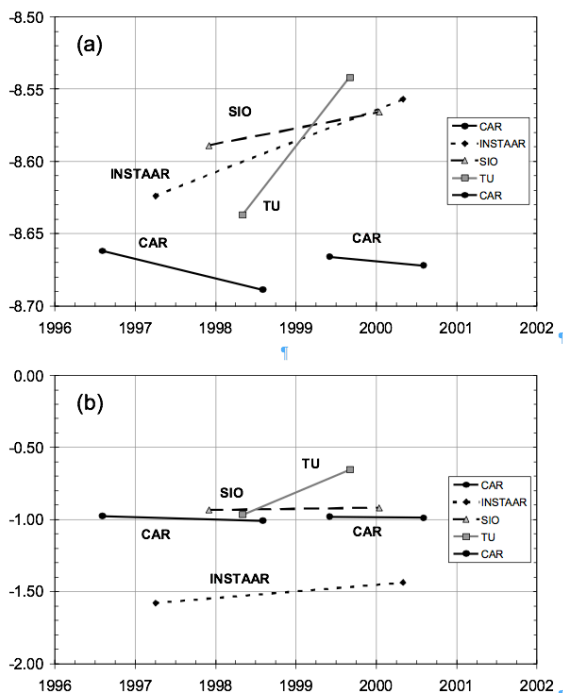 -8.50
(a)
-8.55
SIO
CAR
INSTAAR
SIO
TU
CAR
-8.60
INSTAAR
TU
CAR
CAR
-8.65
-8.70
1996 1997 1998 1999 2000 2001 2002
¶
¶
0.00
(b)
-0.50
TU
SIO
CAR
INSTAAR
SIO
TU
CAR
-1.00
CAR
CAR
INSTAAR
-1.50
-2.00
1996 1997 1998 1999 2000 2001 2002
¶